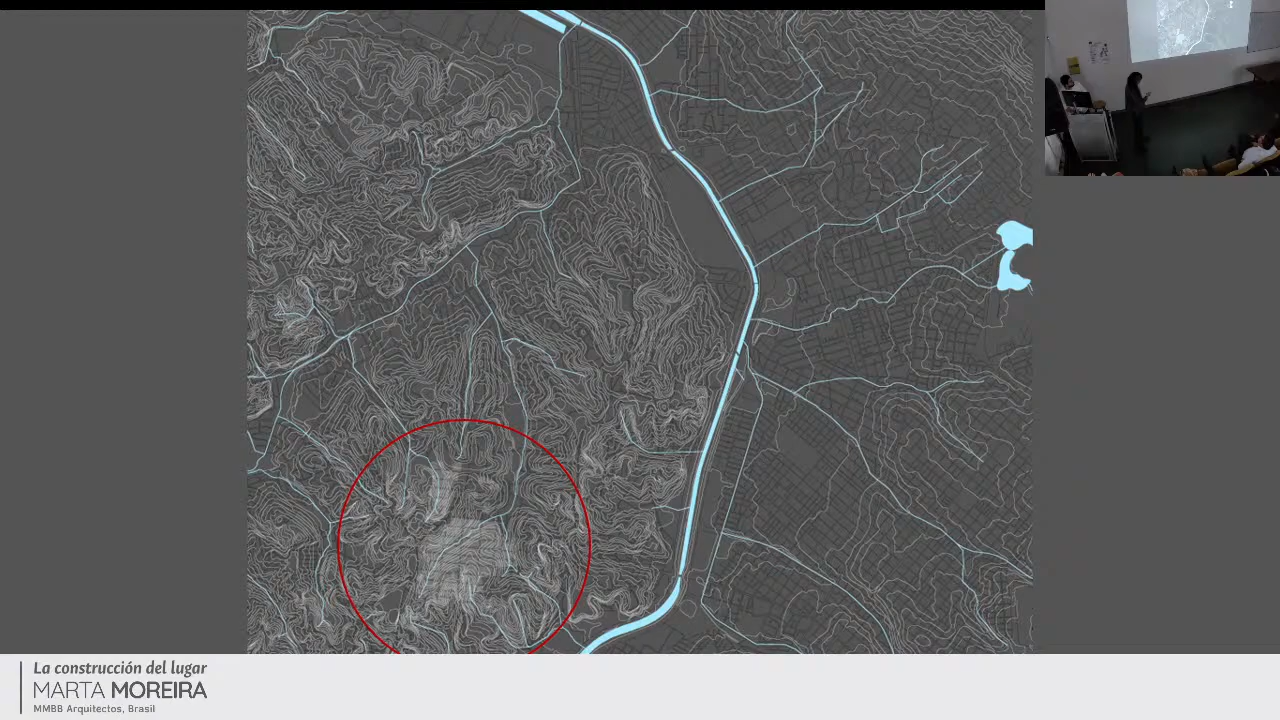 La construcción del lugar
MARTA MOREIRA
MMBB Arquitectos, Brasil